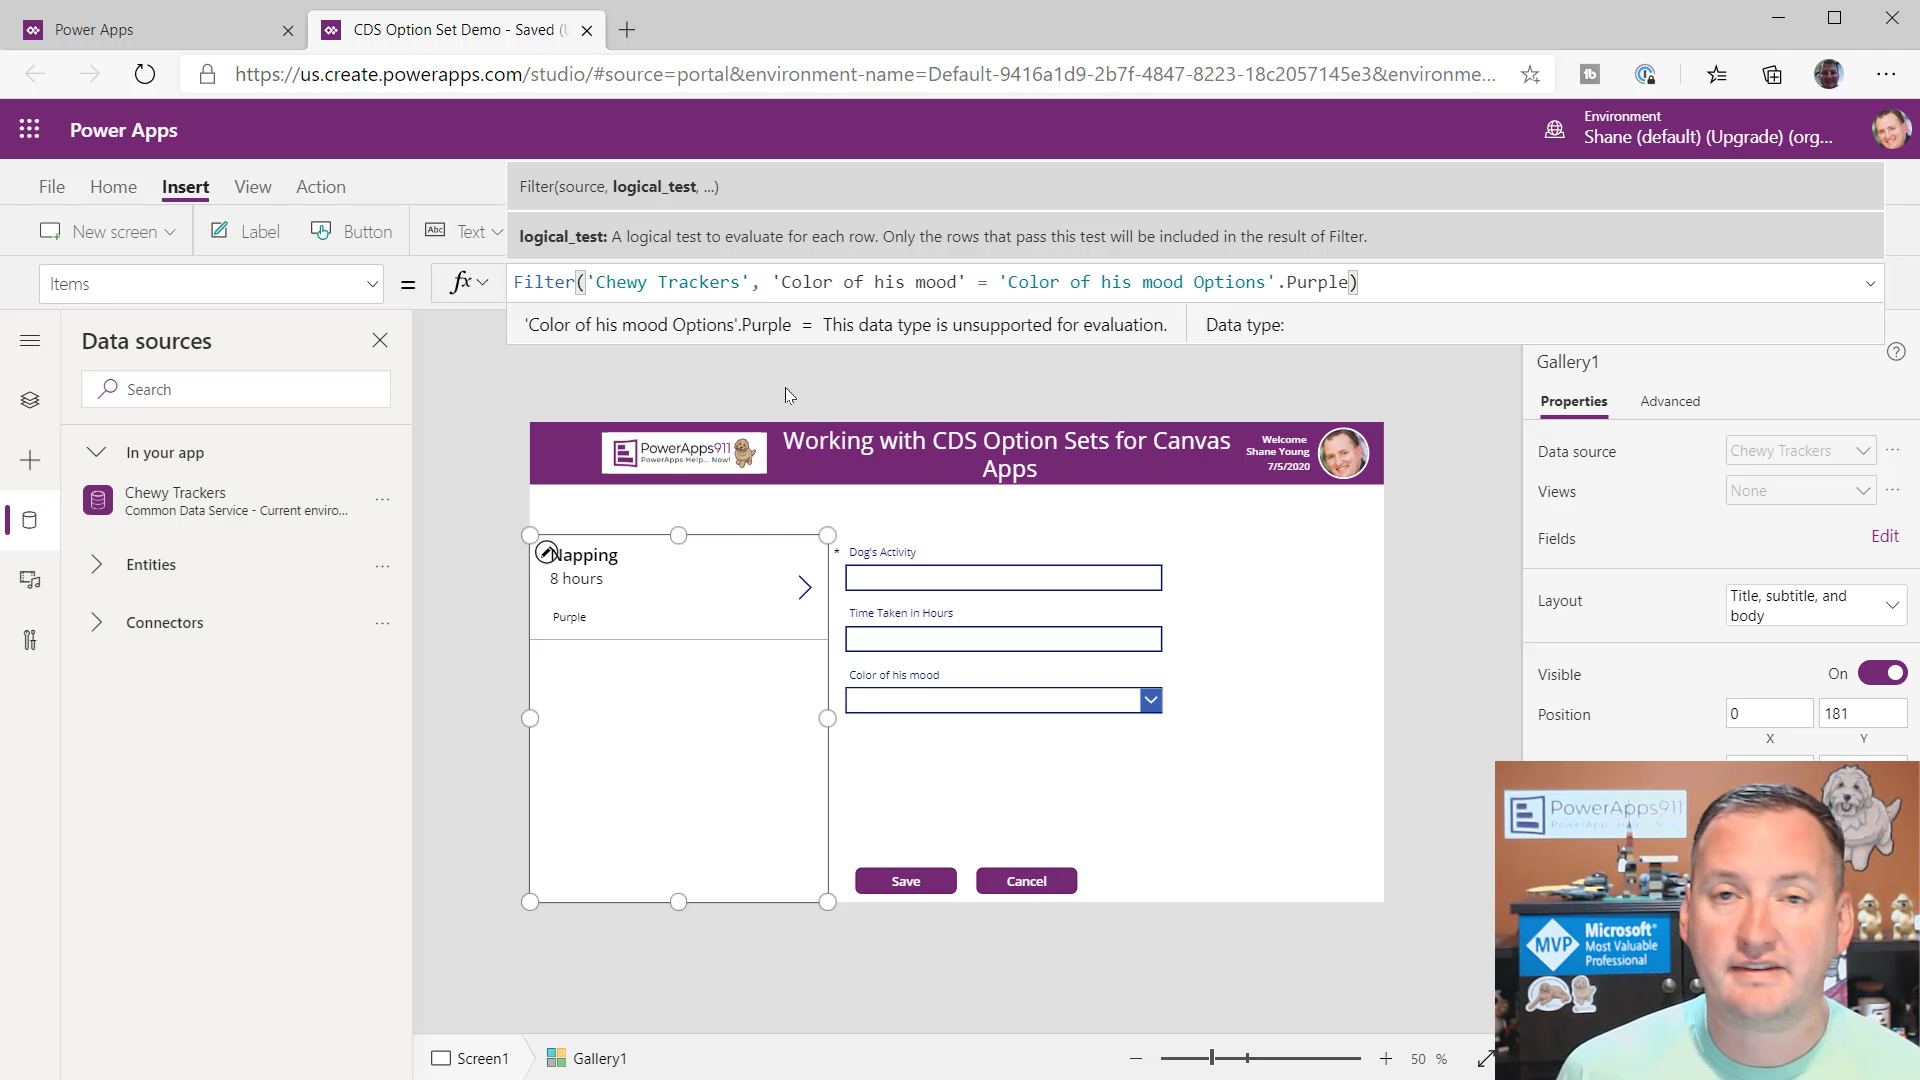 Power Apps
CDS Option Set Demo - Saved (
https://us.create.powerapps.com/studio/#source=portal&environment-name=Default-9416a1d9-2b7f-4847-8223-18c2057145e3&environme...
Power Apps
Environment
Shane (default) (Upgrade) (org...
File Home Insert View Action
Filter(source, logical_test, ...)
New screen Label Button Abc Text
logical_test: A logical test to evaluate for each row. Only the rows that pass this test will be included in the result of Filter.
Items = fx Filter('Chewy Trackers', 'Color of his mood' = 'Color of his mood Options'.Purple)
'Color of his mood Options'.Purple = This data type is unsupported for evaluation. Data type:
Data sources
Search
In your app
Chewy Trackers
Common Data Service - Current enviro...
Entities
Connectors
PowerApps911
PowerApps Help... Now!
Working with CDS Option Sets for Canvas
Apps
Welcome
Shane Young
7/5/2020
Napping
8 hours
Purple
* Dog's Activity
Time Taken in Hours
Color of his mood
Save Cancel
Gallery1
Properties Advanced
Data source Chewy Trackers
Views None
Fields Edit
Layout Title, subtitle, and
body
Visible On
Position 0 181
X Y
PowerApps911
PowerApps Help... Now!
MVP
Microsoft
Most Valuable
Professional
Screen1 Gallery1
50 %